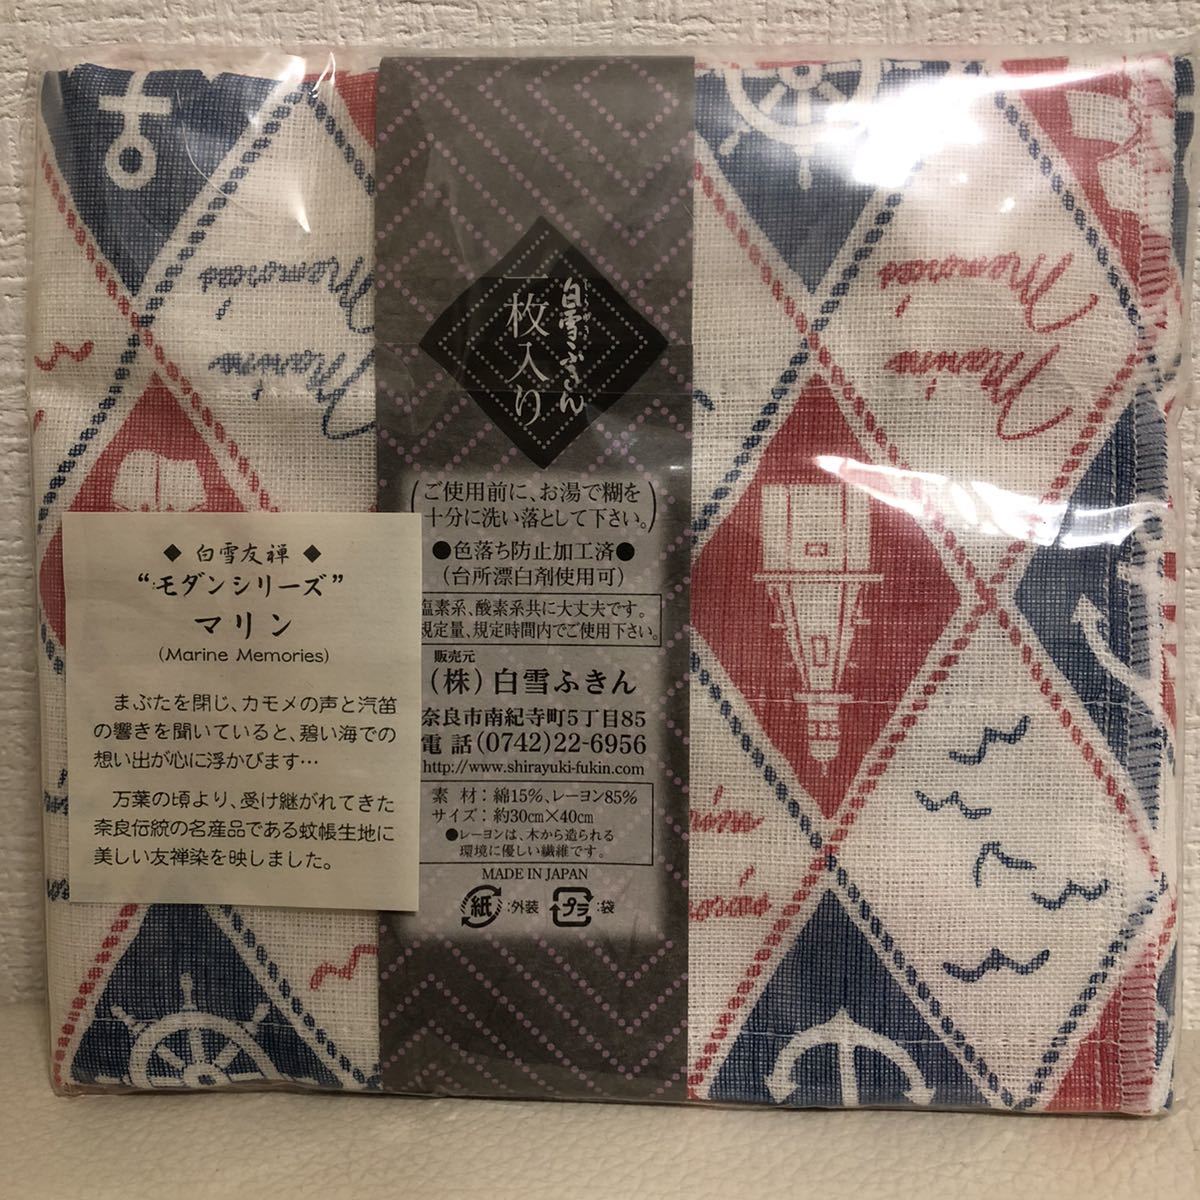 白雪ふきん
しらゆき
一枚入り
(ご使用前に、お湯で糊を
十分に洗い落として下さい。)
●色落ち防止加工済●
(台所漂白剤使用可)
塩素系、酸素系共に大丈夫です。
規定量、規定時間内でご使用下さい。
販売元
(株)白雪ふきん
奈良市南紀寺町5丁目85
電話(0742)22-6956
http://www.shirayuki-fukin.com
素材:綿15%、レーヨン85%
サイズ:約30cm×40cm
●レーヨンは、木から造られる
環境に優しい繊維です。
MADE IN JAPAN
紙:外装 プラ:袋
◆白雪友禅◆
“モダンシリーズ”
マリン
(Marine Memories)
まぶたを閉じ、カモメの声と汽笛
の響きを聞いていると、碧い海での
想い出が心に浮かびます…
万葉の頃より、受け継がれてきた
奈良伝統の名産品である蚊帳生地に
美しい友禅染を映しました。
Marine
Memories
Marine
Memories